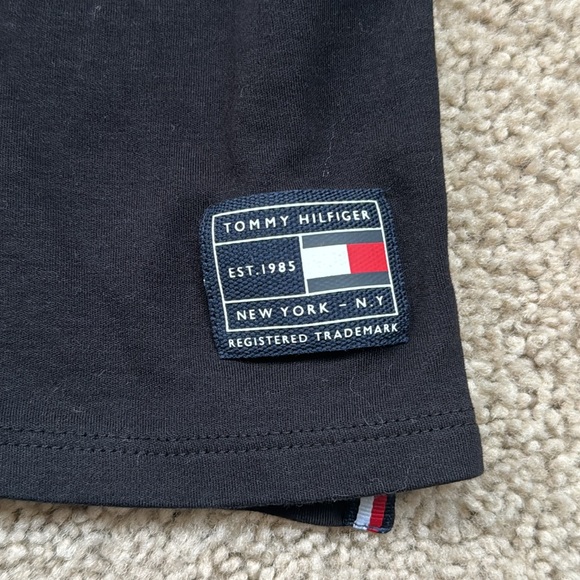 TOMMY HILFIGER
EST.1985
NEW YORK – N.Y
REGISTERED TRADEMARK